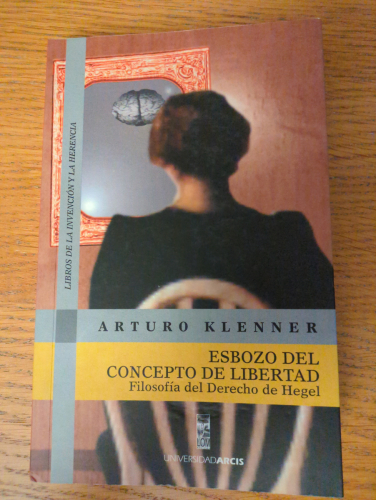 LIBROS DE LA INVENCIÓN Y LA HERENCIA
ARTURO KLENNER
ESBOZO DEL
CONCEPTO DE LIBERTAD
Filosofía del Derecho de Hegel
UNIVERSIDADARCIS